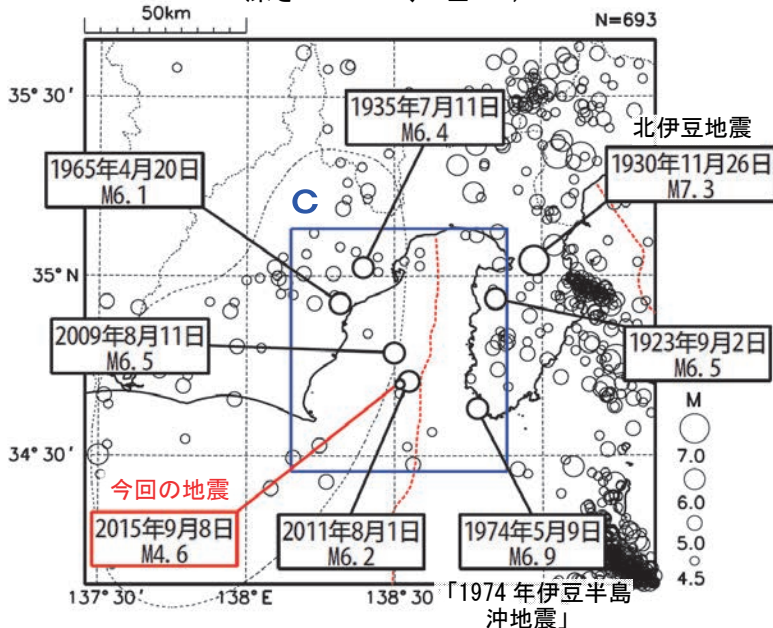 50km
N=693
35° 30′
1935年7月11日
M6.4
北伊豆地震
1930年11月26日
M7.3
1965年4月20日
M6.1
C
35° N
2009年8月11日
M6.5
1923年9月2日
M6.5
M
7.0
6.0
5.0
4.5
34° 30′
今回の地震
2015年9月8日
M4.6
2011年8月1日
M6.2
1974年5月9日
M6.9
137° 30′
138° E
138° 30′
「1974 年伊豆半島
沖地震」